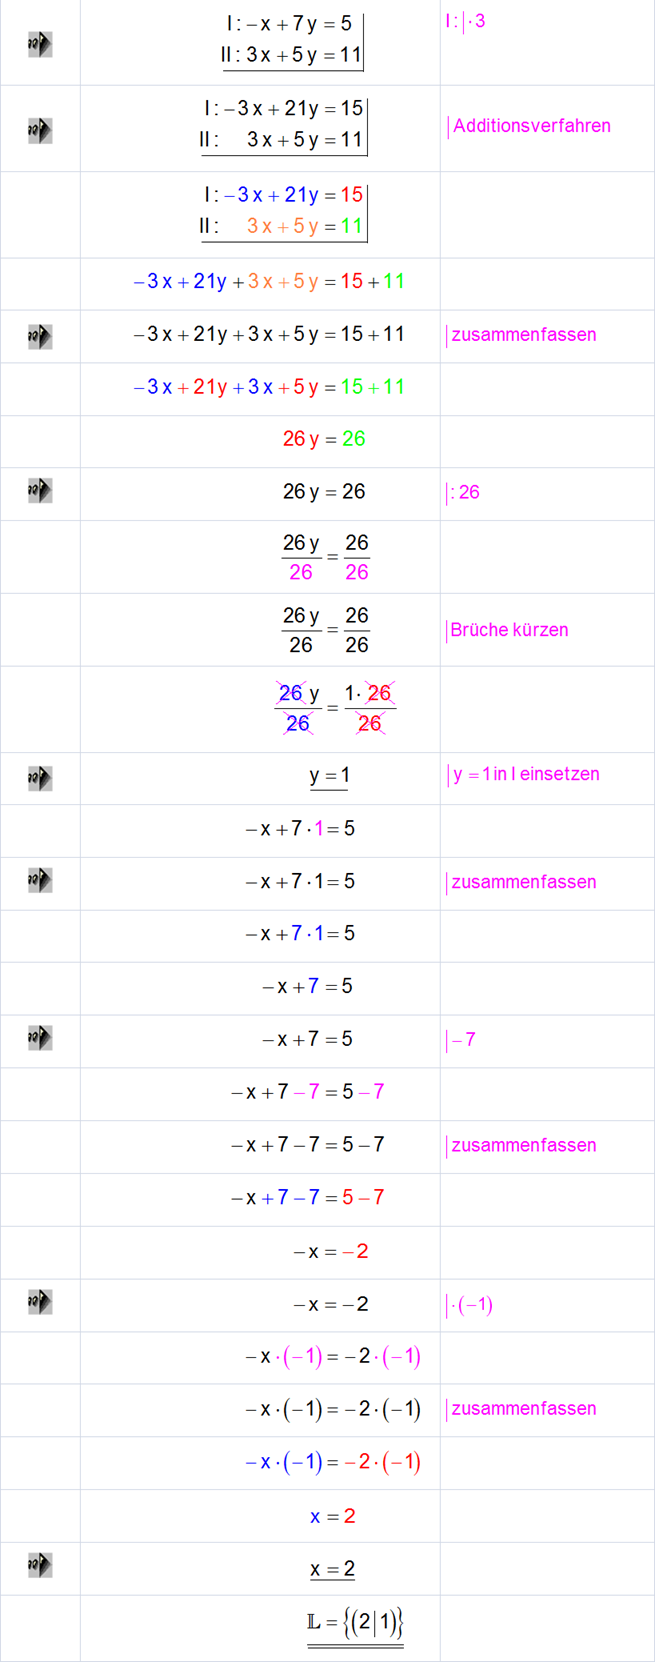 I: −x + 7y = 5 I: | · 3
II: 3x + 5y = 11
I: −3x + 21y = 15
|Additionsverfahren
II: 3x + 5y = 11
I: −3x + 21y = 15
II: 3x + 5y = 11
−3x + 21y + 3x + 5y = 15 + 11
−3x + 21y + 3x + 5y = 15 + 11 |zusammenfassen
−3x + 21y + 3x + 5y = 15 + 11
26y = 26
26y = 26 |: 26
26y/26 = 26/26
26y/26 = 26/26 |Brüche kürzen
26y/26 = 1·26/26
y = 1 |y = 1 in I einsetzen
−x + 7 · 1 = 5
−x + 7 · 1 = 5 |zusammenfassen
−x + 7 · 1 = 5
−x + 7 = 5
−x + 7 = 5 |− 7
−x + 7 − 7 = 5 − 7
−x + 7 − 7 = 5 − 7 |zusammenfassen
−x + 7 − 7 = 5 − 7
−x = −2
−x = −2 |· (−1)
−x · (−1) = −2 · (−1)
−x · (−1) = −2 · (−1) |zusammenfassen
−x · (−1) = −2 · (−1)
x = 2
x = 2
𝕃 = {(2|1)}